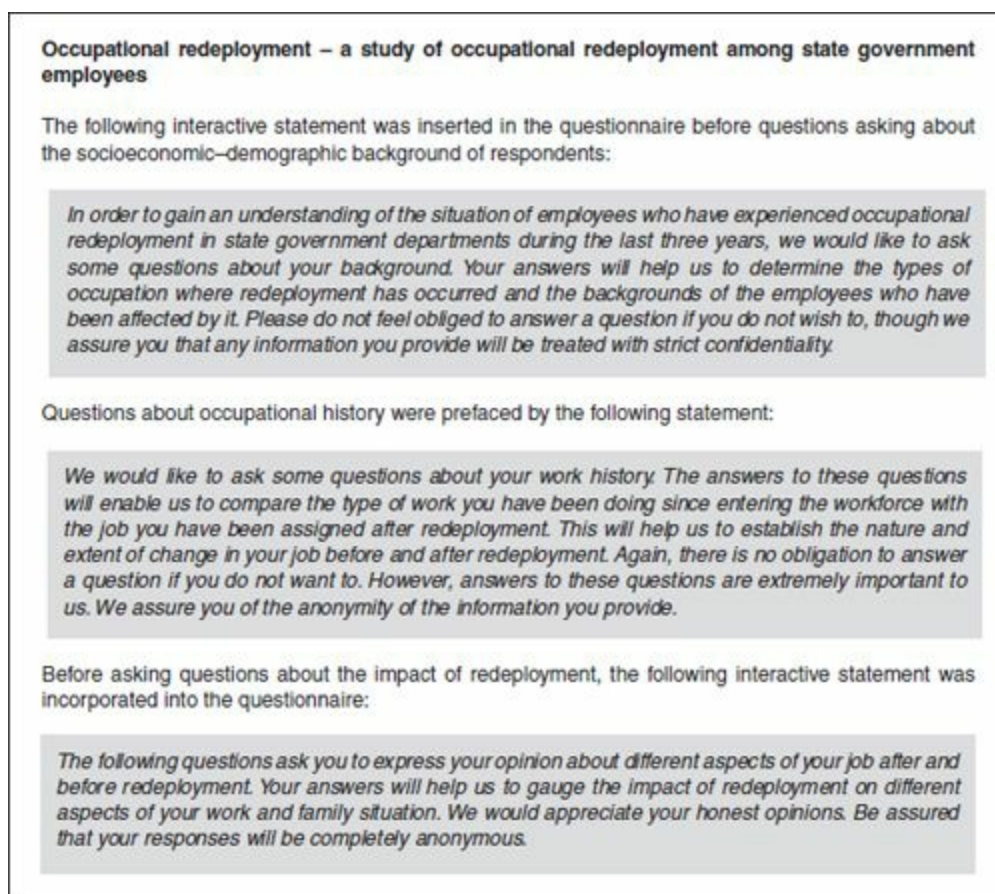 Occupational redeployment – a study of occupational redeployment among state government
employees
The following interactive statement was inserted in the questionnaire before questions asking about
the socioeconomic–demographic background of respondents:
In order to gain an understanding of the situation of employees who have experienced occupational
redeployment in state government departments during the last three years, we would like to ask
some questions about your background. Your answers will help us to determine the types of
occupation where redeployment has occurred and the backgrounds of the employees who have
been affected by it. Please do not feel obliged to answer a question if you do not wish to, though we
assure you that any information you provide will be treated with strict confidentiality.
Questions about occupational history were prefaced by the following statement:
We would like to ask some questions about your work history. The answers to these questions
will enable us to compare the type of work you have been doing since entering the workforce with
the job you have been assigned after redeployment. This will help us to establish the nature and
extent of change in your job before and after redeployment. Again, there is no obligation to answer
a question if you do not want to. However, answers to these questions are extremely important to
us. We assure you of the anonymity of the information you provide.
Before asking questions about the impact of redeployment, the following interactive statement was
incorporated into the questionnaire:
The following questions ask you to express your opinion about different aspects of your job after and
before redeployment. Your answers will help us to gauge the impact of redeployment on different
aspects of your work and family situation. We would appreciate your honest opinions. Be assured
that your responses will be completely anonymous.